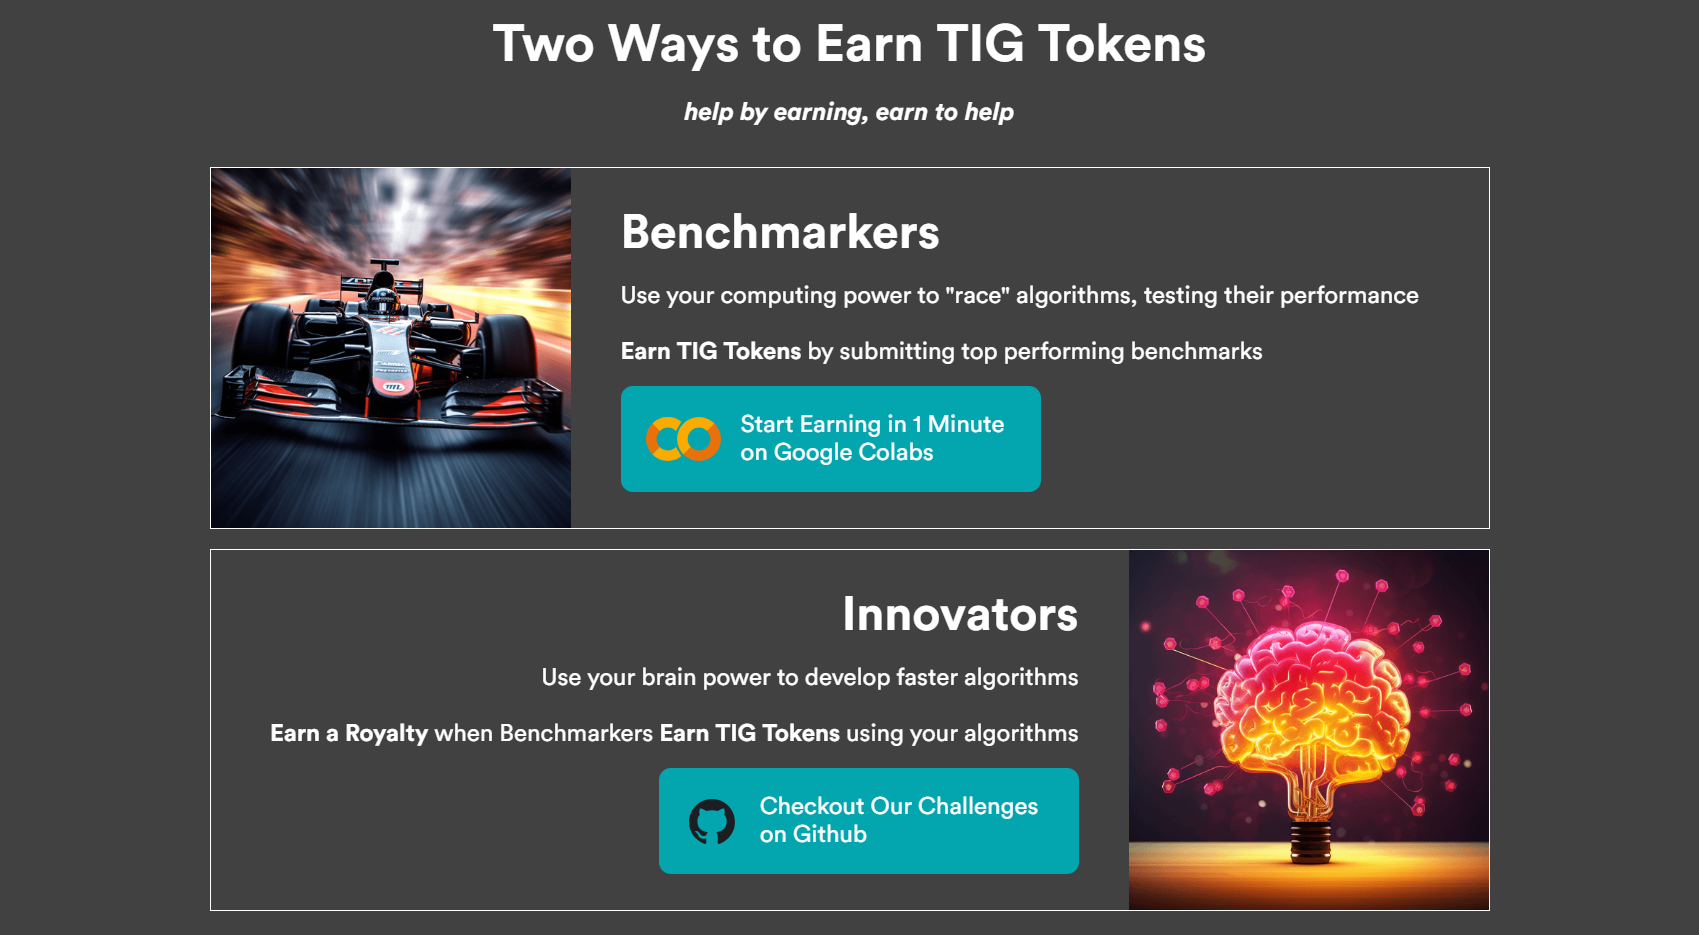 Two Ways to Earn TIG Tokens
help by earning, earn to help
Benchmarkers
Use your computing power to "race" algorithms, testing their performance
Earn TIG Tokens by submitting top performing benchmarks
Start Earning in 1 Minute
on Google Colabs
Innovators
Use your brain power to develop faster algorithms
Earn a Royalty when Benchmarkers Earn TIG Tokens using your algorithms
Checkout Our Challenges
on Github